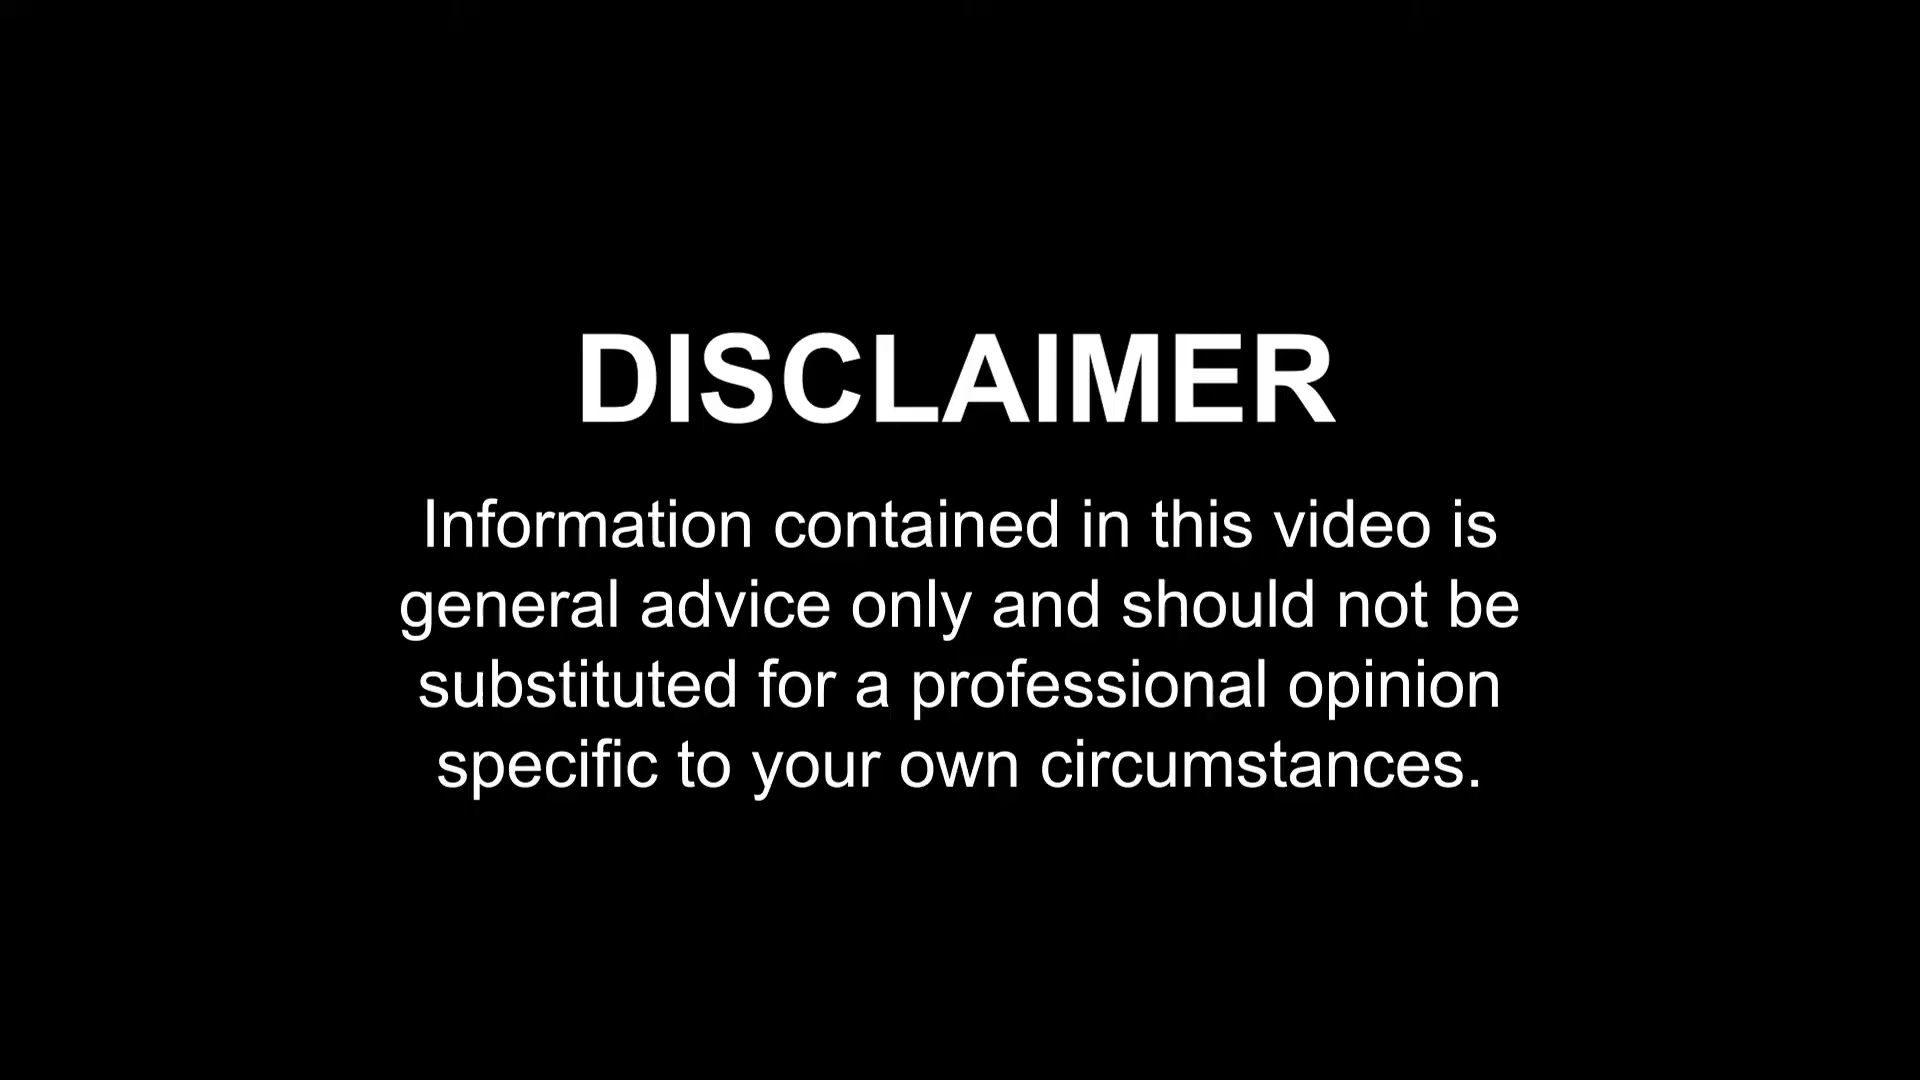 DISCLAIMER
Information contained in this video is
general advice only and should not be
substituted for a professional opinion
specific to your own circumstances.